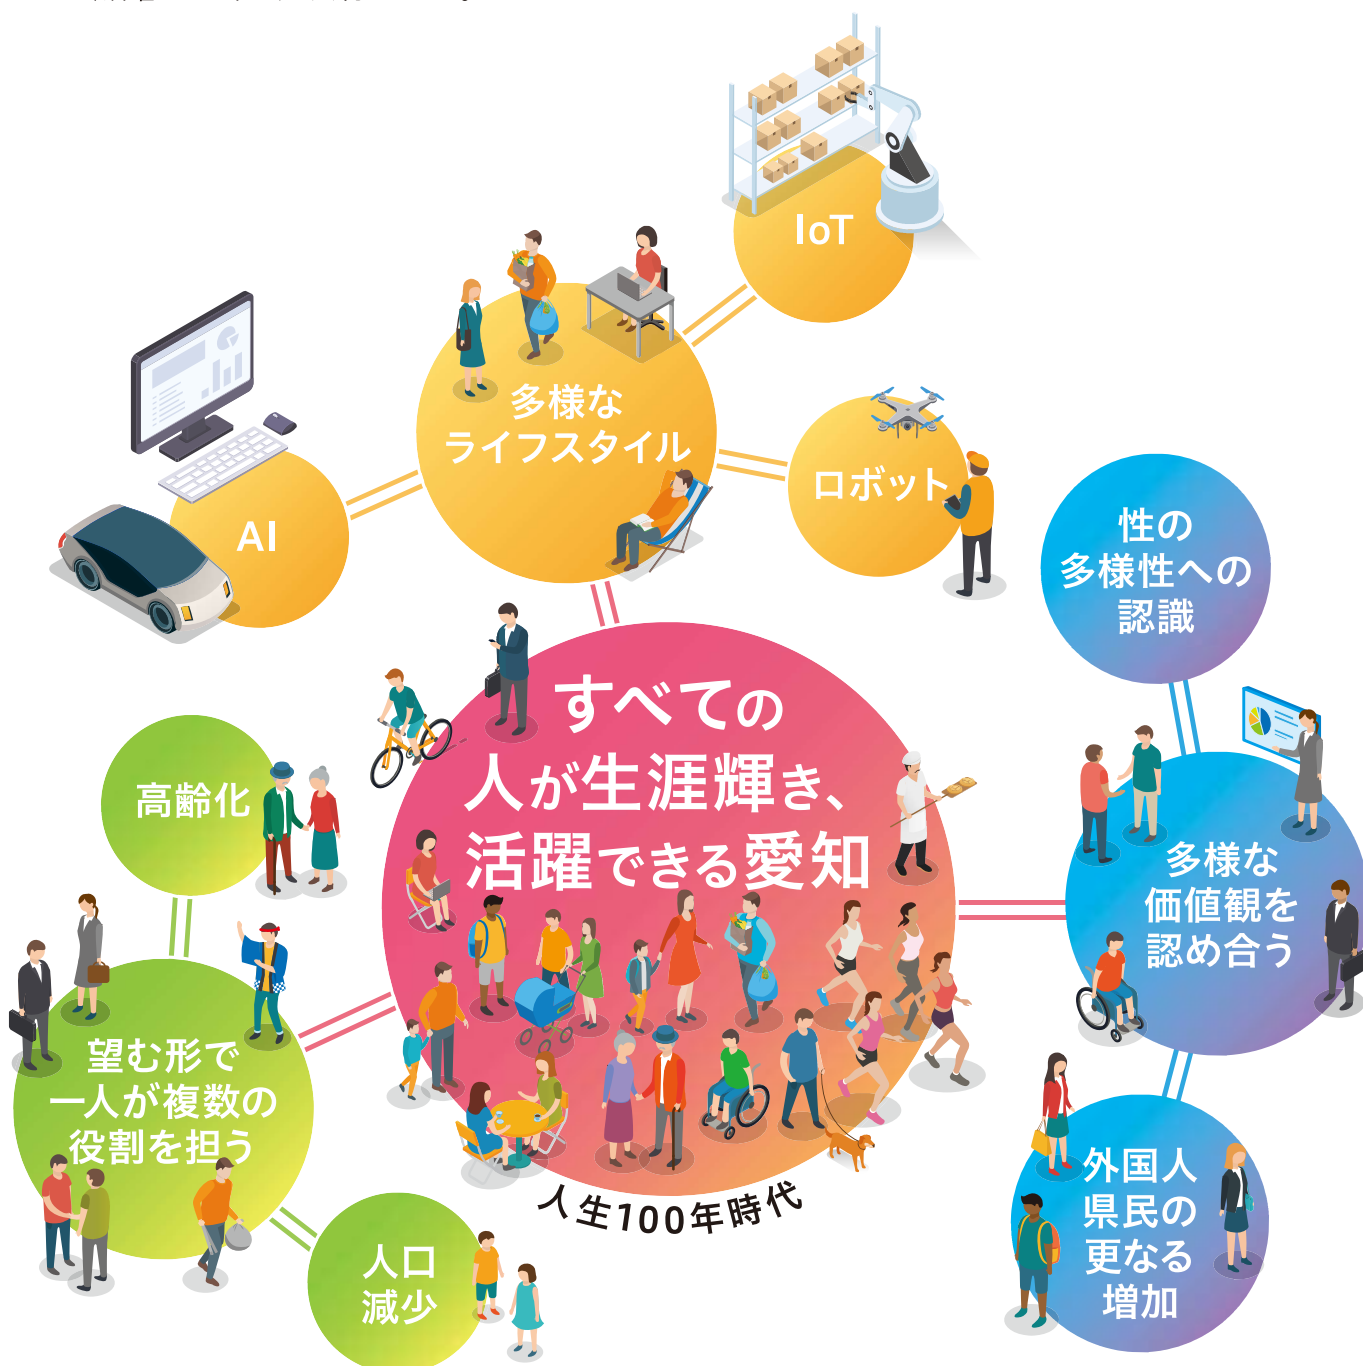 IoT
多様な
ライフスタイル
ロボット
AI
性の
多様性への
認識
すべての
人が生涯輝き、
活躍できる愛知
高齢化
多様な
価値観を
認め合う
望む形で
一人が複数の
役割を担う
人生100年時代
外国人
県民の
更なる
増加
人口
減少